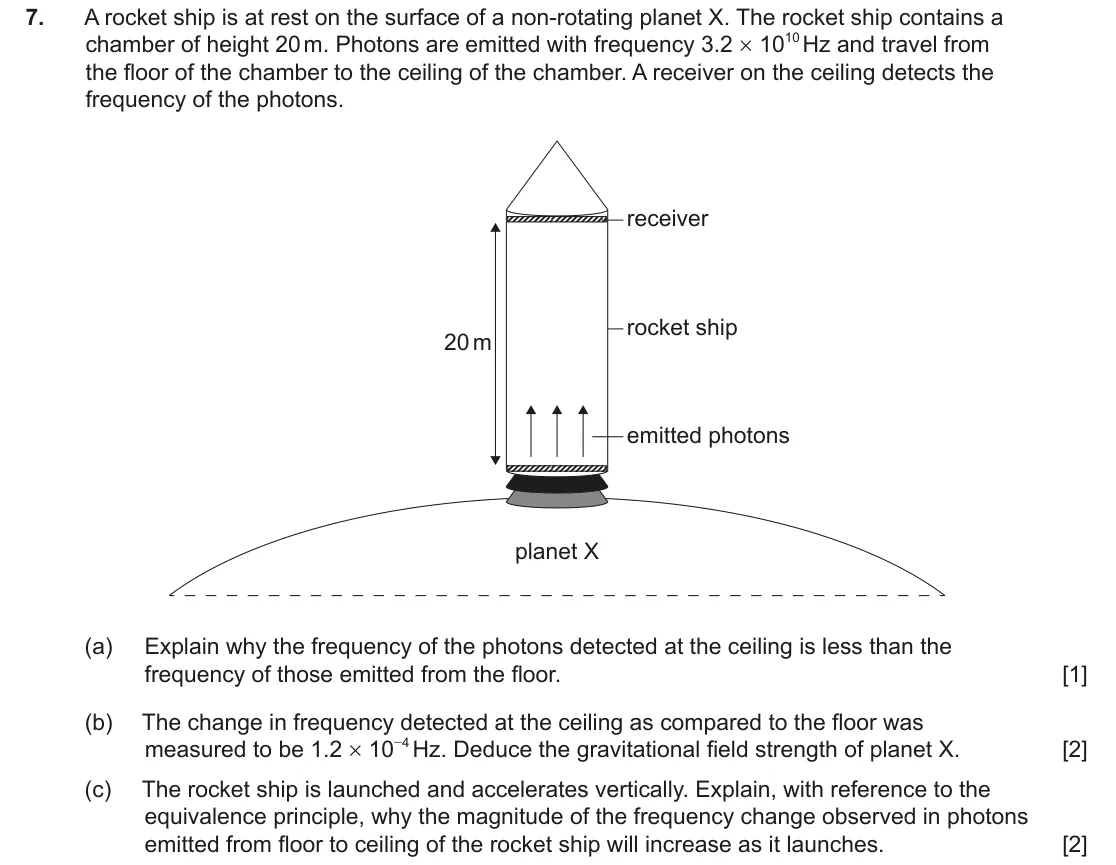 7. A rocket ship is at rest on the surface of a non-rotating planet X. The rocket ship contains a
chamber of height 20 m. Photons are emitted with frequency 3.2 × 10¹⁰ Hz and travel from
the floor of the chamber to the ceiling of the chamber. A receiver on the ceiling detects the
frequency of the photons.
receiver
rocket ship
20 m
emitted photons
planet X
(a) Explain why the frequency of the photons detected at the ceiling is less than the
frequency of those emitted from the floor. [1]
(b) The change in frequency detected at the ceiling as compared to the floor was
measured to be 1.2 × 10⁻⁴ Hz. Deduce the gravitational field strength of planet X. [2]
(c) The rocket ship is launched and accelerates vertically. Explain, with reference to the
equivalence principle, why the magnitude of the frequency change observed in photons
emitted from floor to ceiling of the rocket ship will increase as it launches. [2]